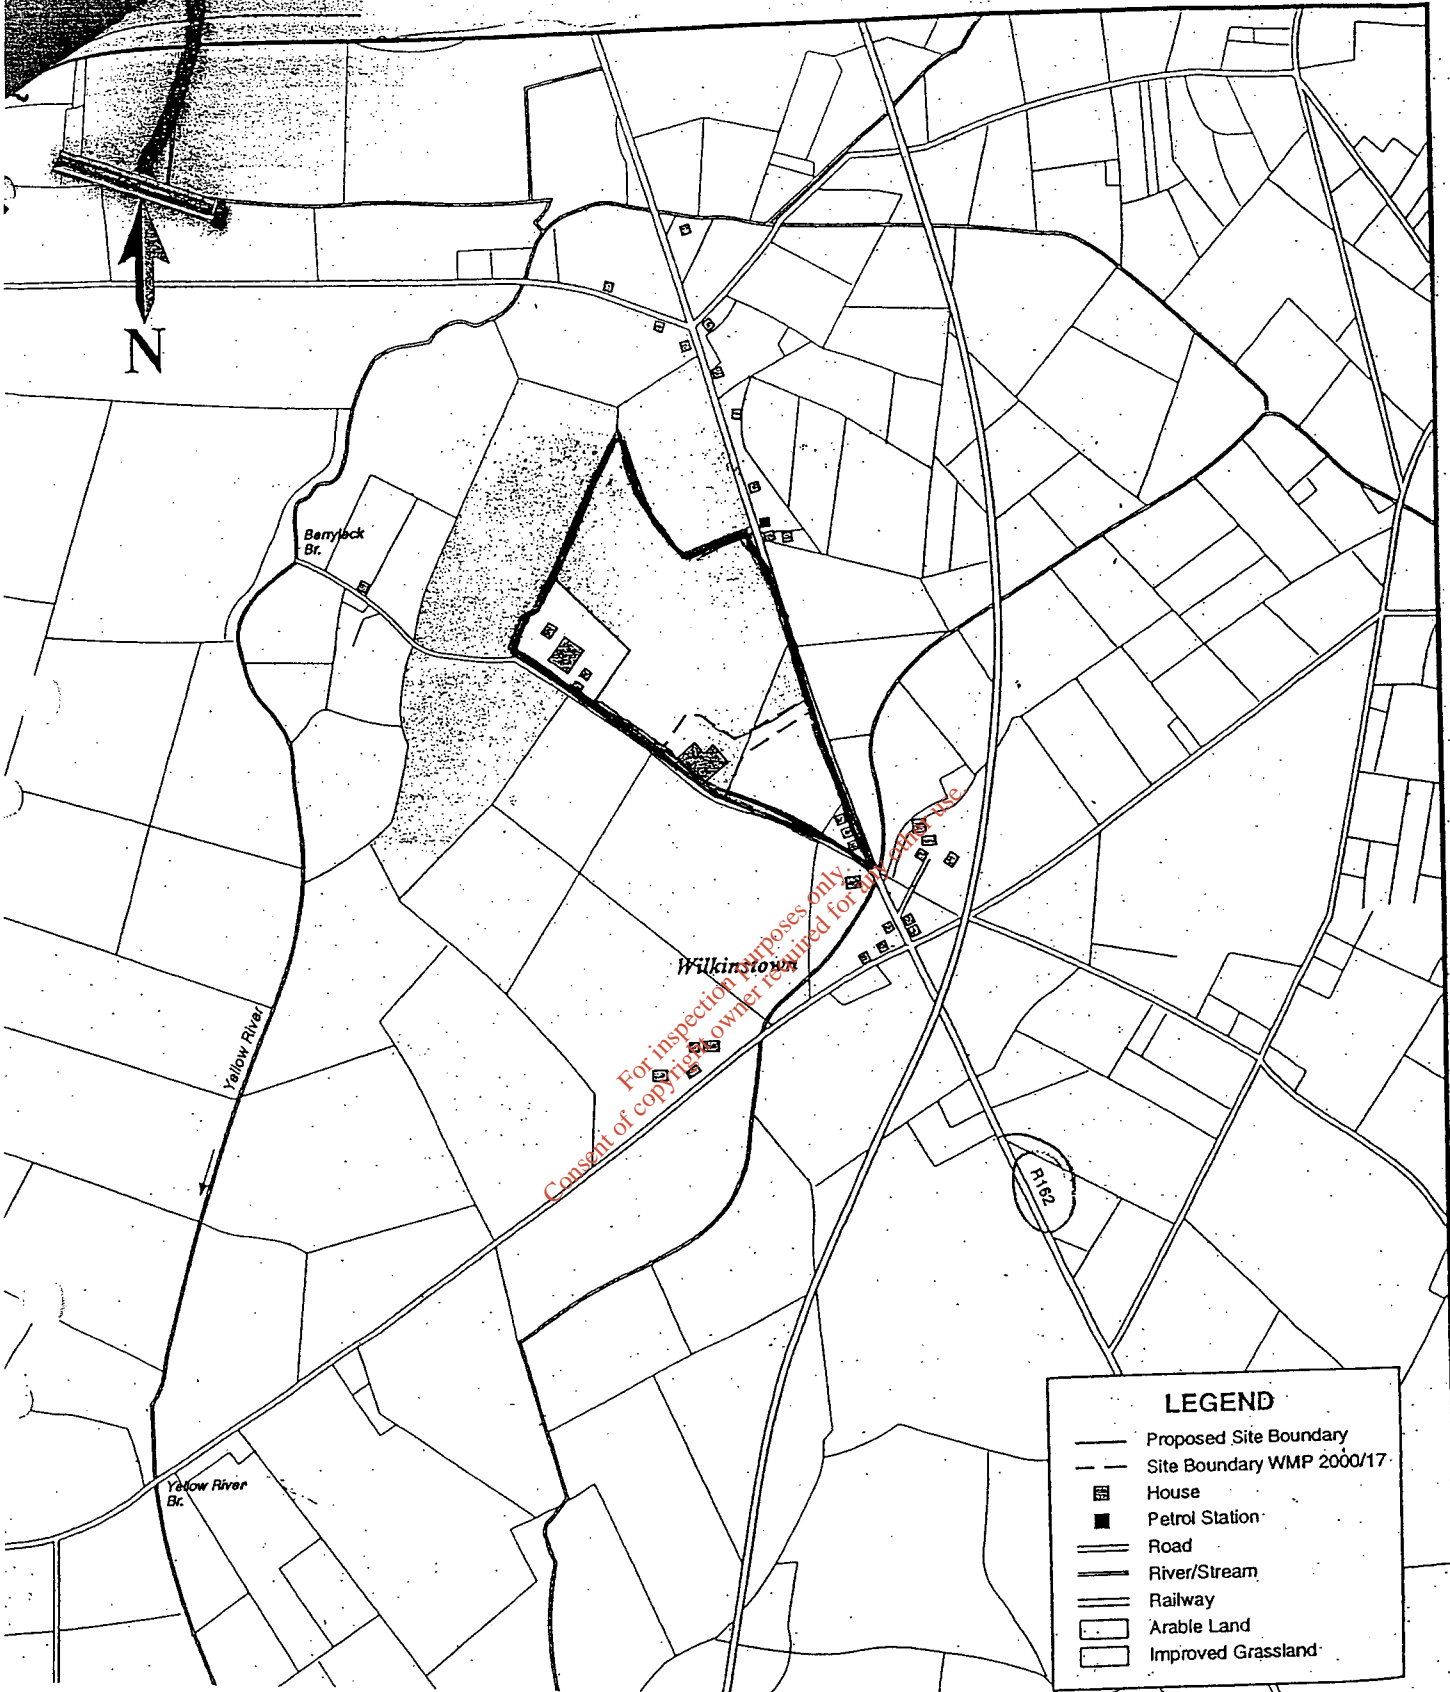 N
Berrylock
Br.
Wilkinstown
For inspection purposes only.
Consent of copyright owner required for any other use.
Yellow River
R162
Yellow River
Br.
LEGEND
Proposed Site Boundary
Site Boundary WMP 2000/17
House
Petrol Station
Road
River/Stream
Railway
Arable Land
Improved Grassland